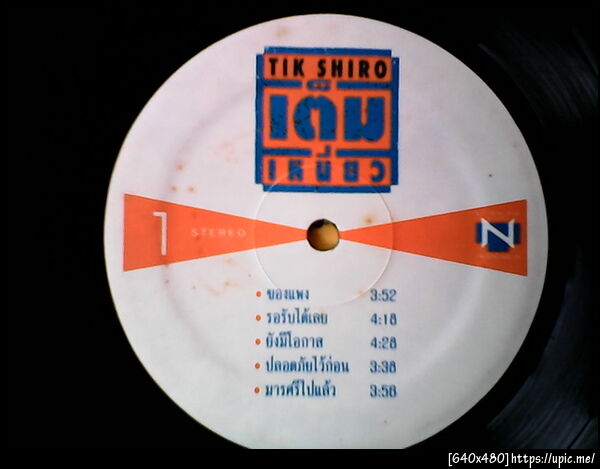 TIK SHIRO
เต็ม
เหนี่ยว
1
STEREO
N
• ของแพง 3:52
• รอรับได้เลย 4:18
• ยังมีโอกาส 4:28
• ปลอดภัยไว้ก่อน 3:38
• มารศรีไปแล้ว 3:58
[640x480]https://upic.me/